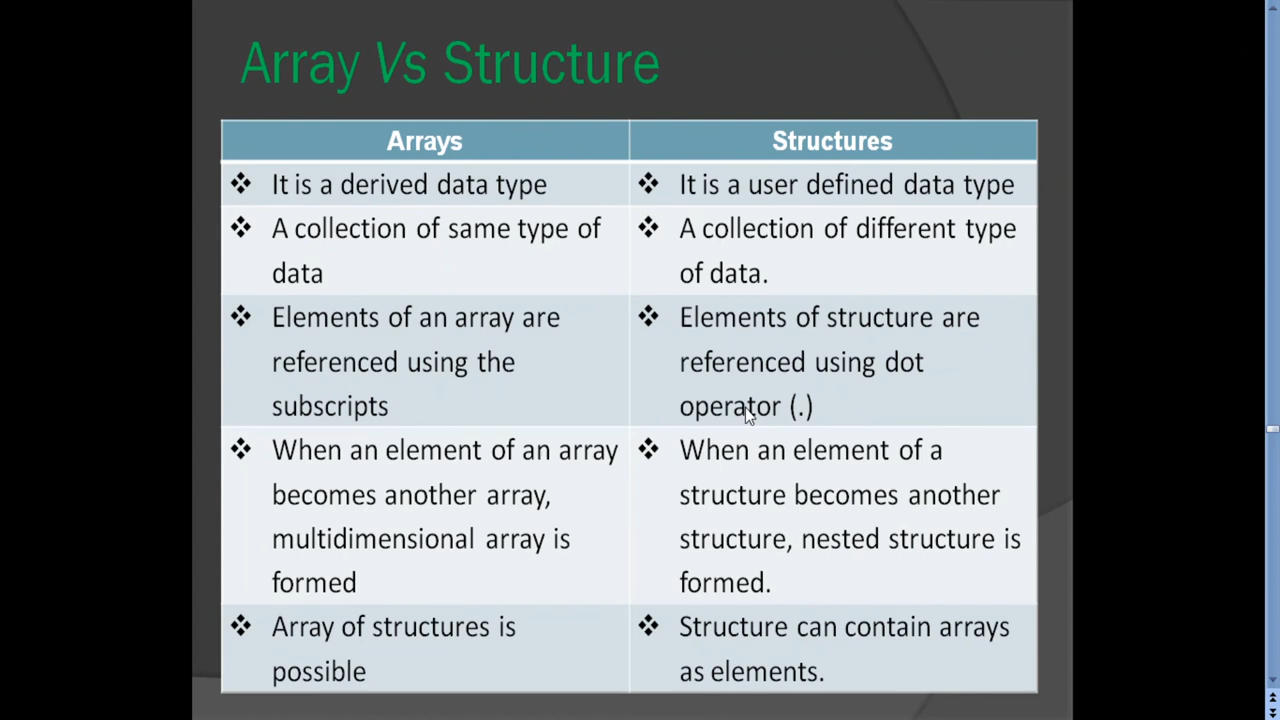 Array Vs Structure
Arrays
Structures
❖ It is a derived data type
❖ It is a user defined data type
❖ A collection of same type of
data
❖ A collection of different type
of data.
❖ Elements of an array are
referenced using the
subscripts
❖ Elements of structure are
referenced using dot
operator (.)
❖ When an element of an array
becomes another array,
multidimensional array is
formed
❖ When an element of a
structure becomes another
structure, nested structure is
formed.
❖ Array of structures is
possible
❖ Structure can contain arrays
as elements.